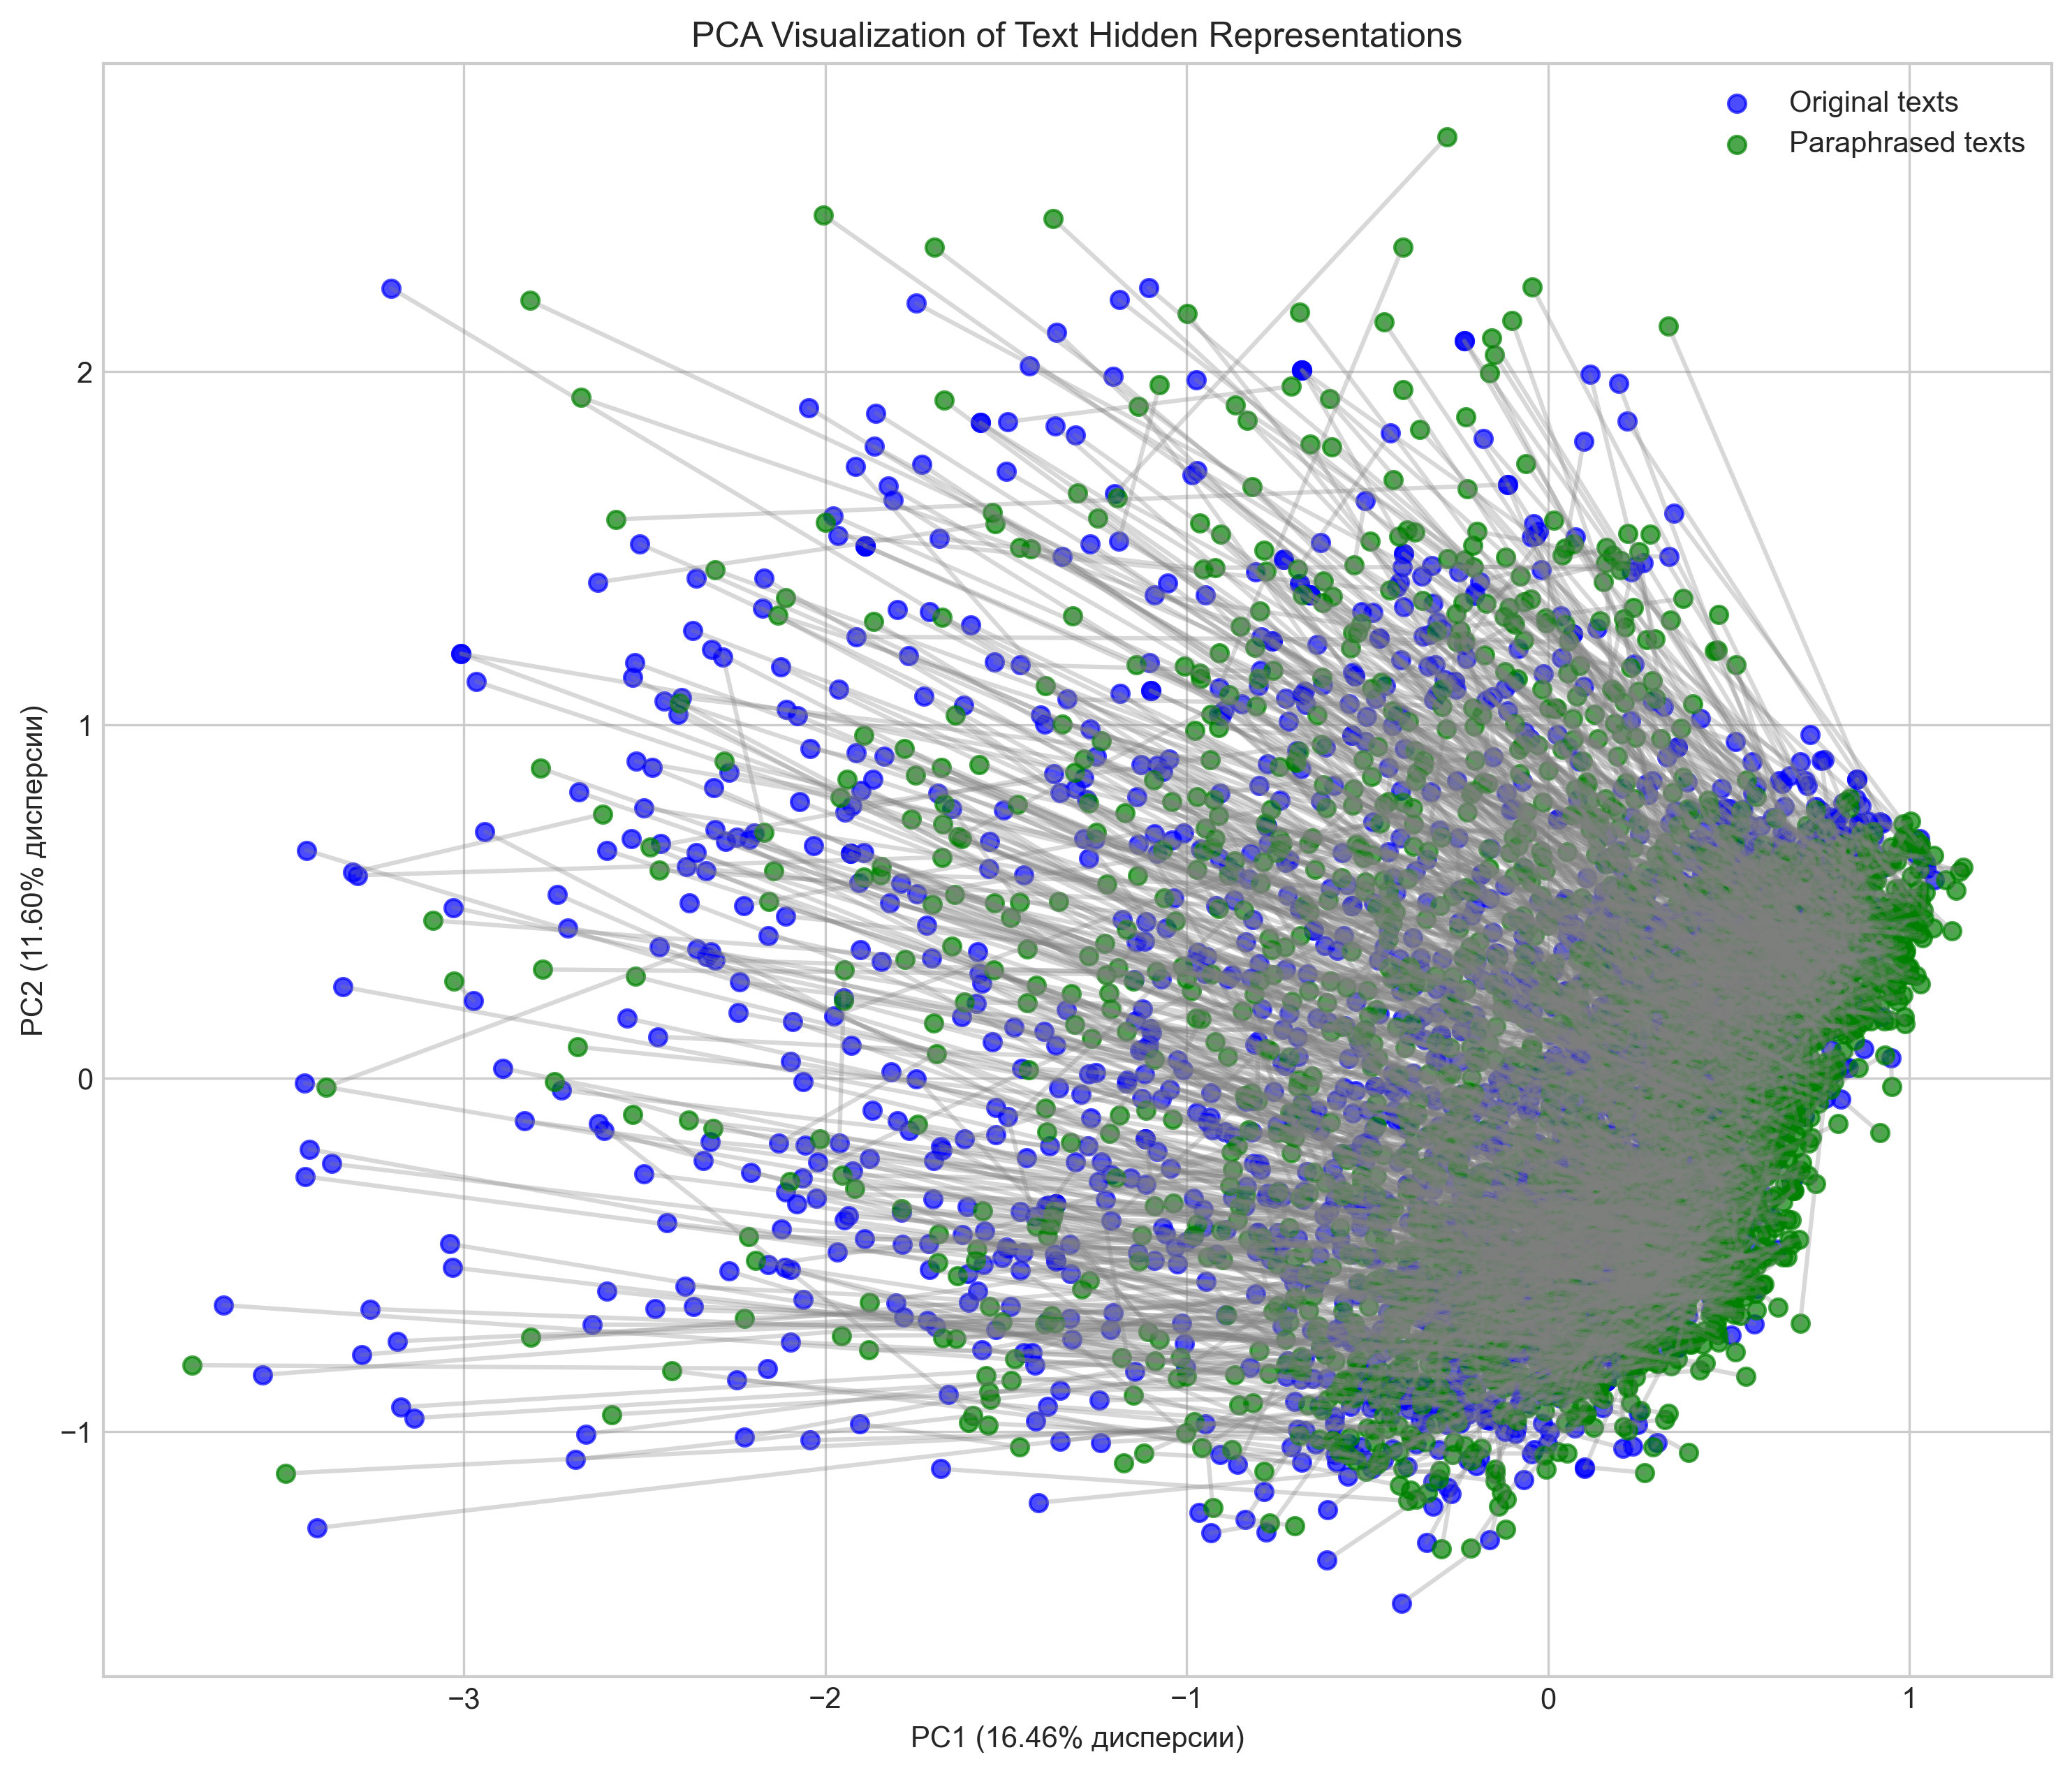 PCA Visualization of Text Hidden Representations
Original texts
Paraphrased texts
2
1
0
−1
PC2 (11.60% дисперсии)
−3
−2
−1
0
1
PC1 (16.46% дисперсии)